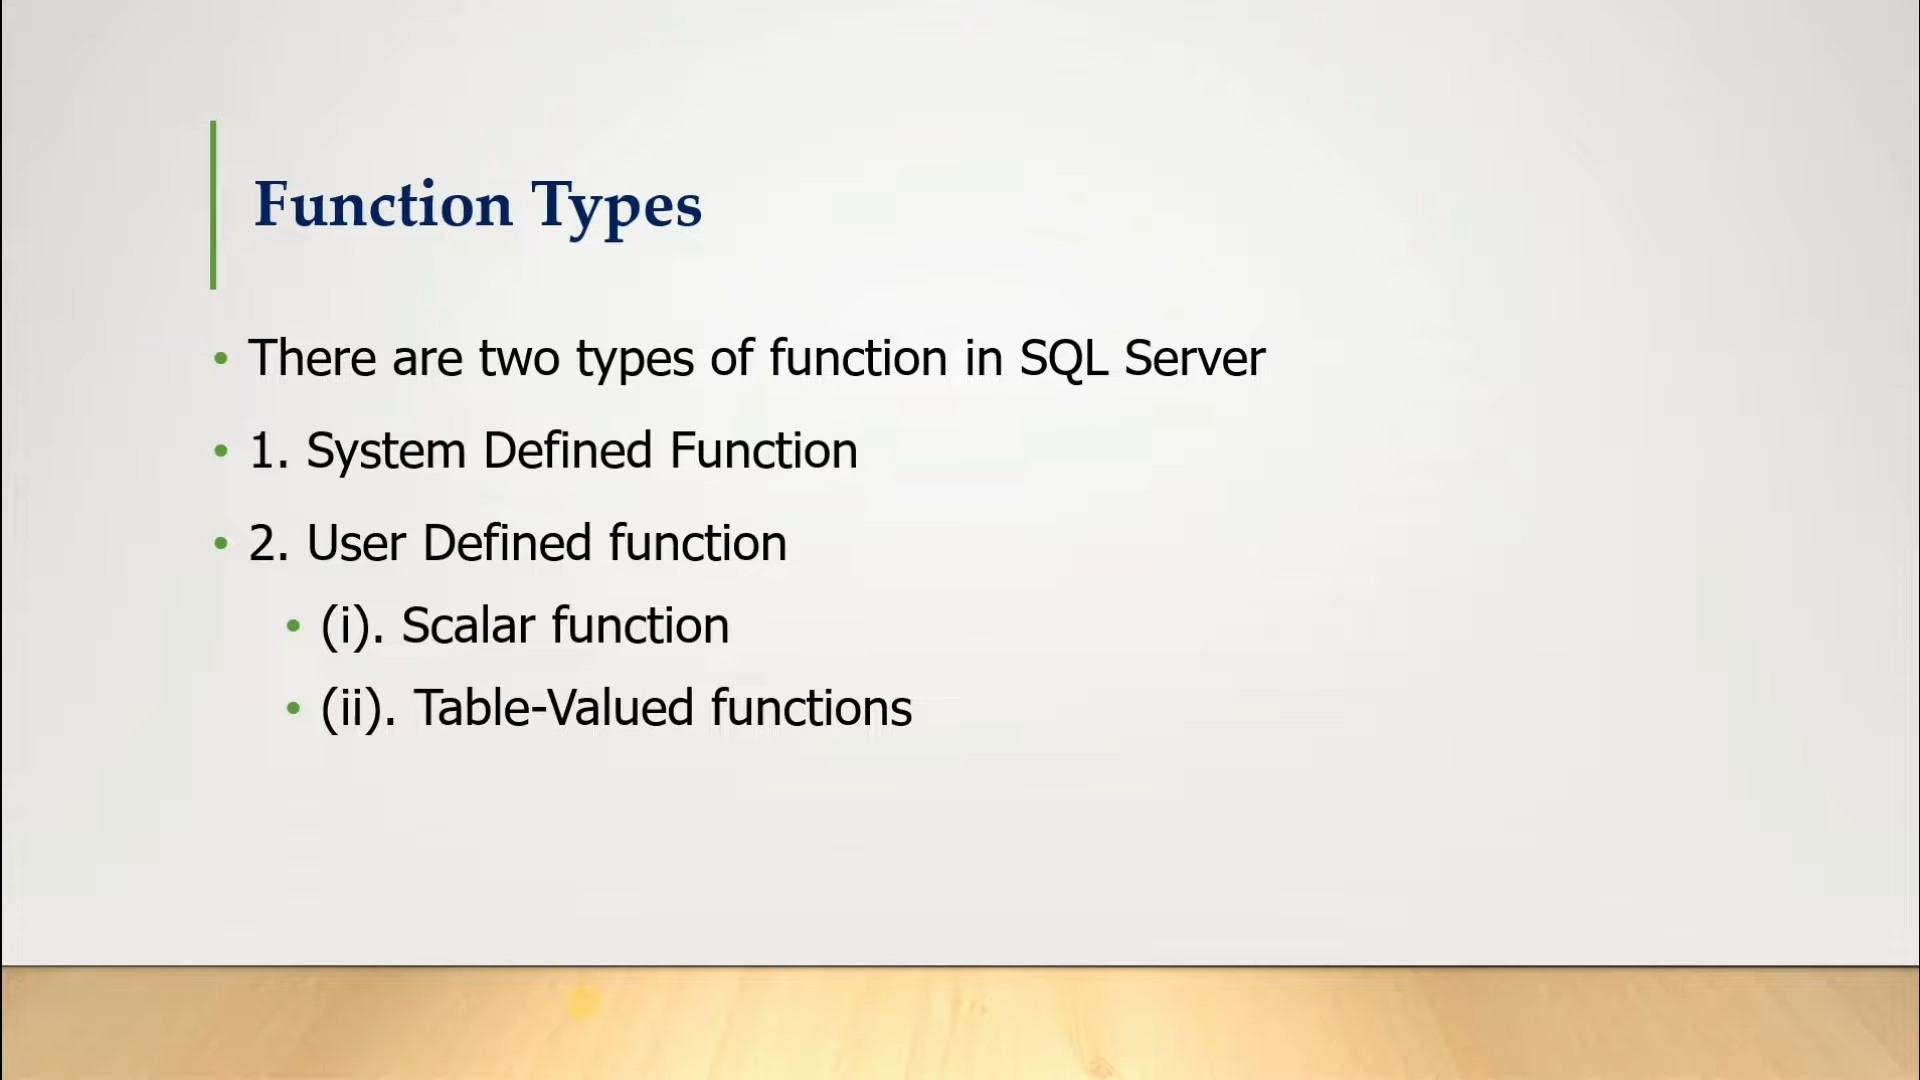 Function Types
• There are two types of function in SQL Server
• 1. System Defined Function
• 2. User Defined function
• (i). Scalar function
• (ii). Table-Valued functions